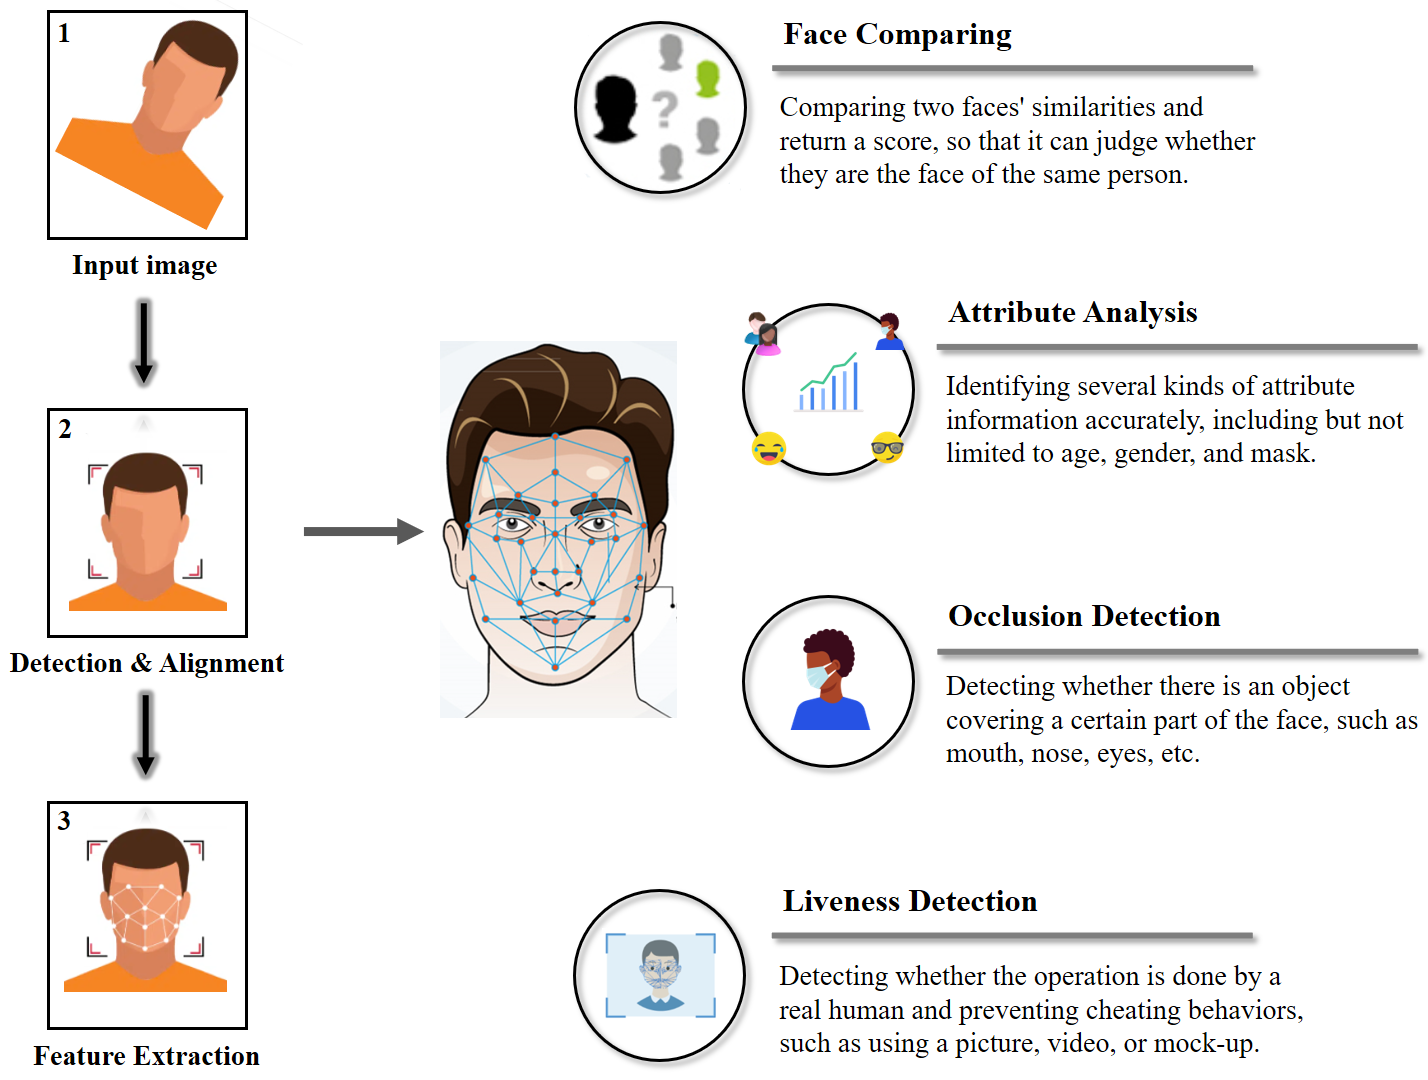 1
Input image
2
Detection & Alignment
3
Feature Extraction
Face Comparing
Comparing two faces' similarities and
return a score, so that it can judge whether
they are the face of the same person.
?
Attribute Analysis
Identifying several kinds of attribute
information accurately, including but not
limited to age, gender, and mask.
Occlusion Detection
Detecting whether there is an object
covering a certain part of the face, such as
mouth, nose, eyes, etc.
Liveness Detection
Detecting whether the operation is done by a
real human and preventing cheating behaviors,
such as using a picture, video, or mock-up.